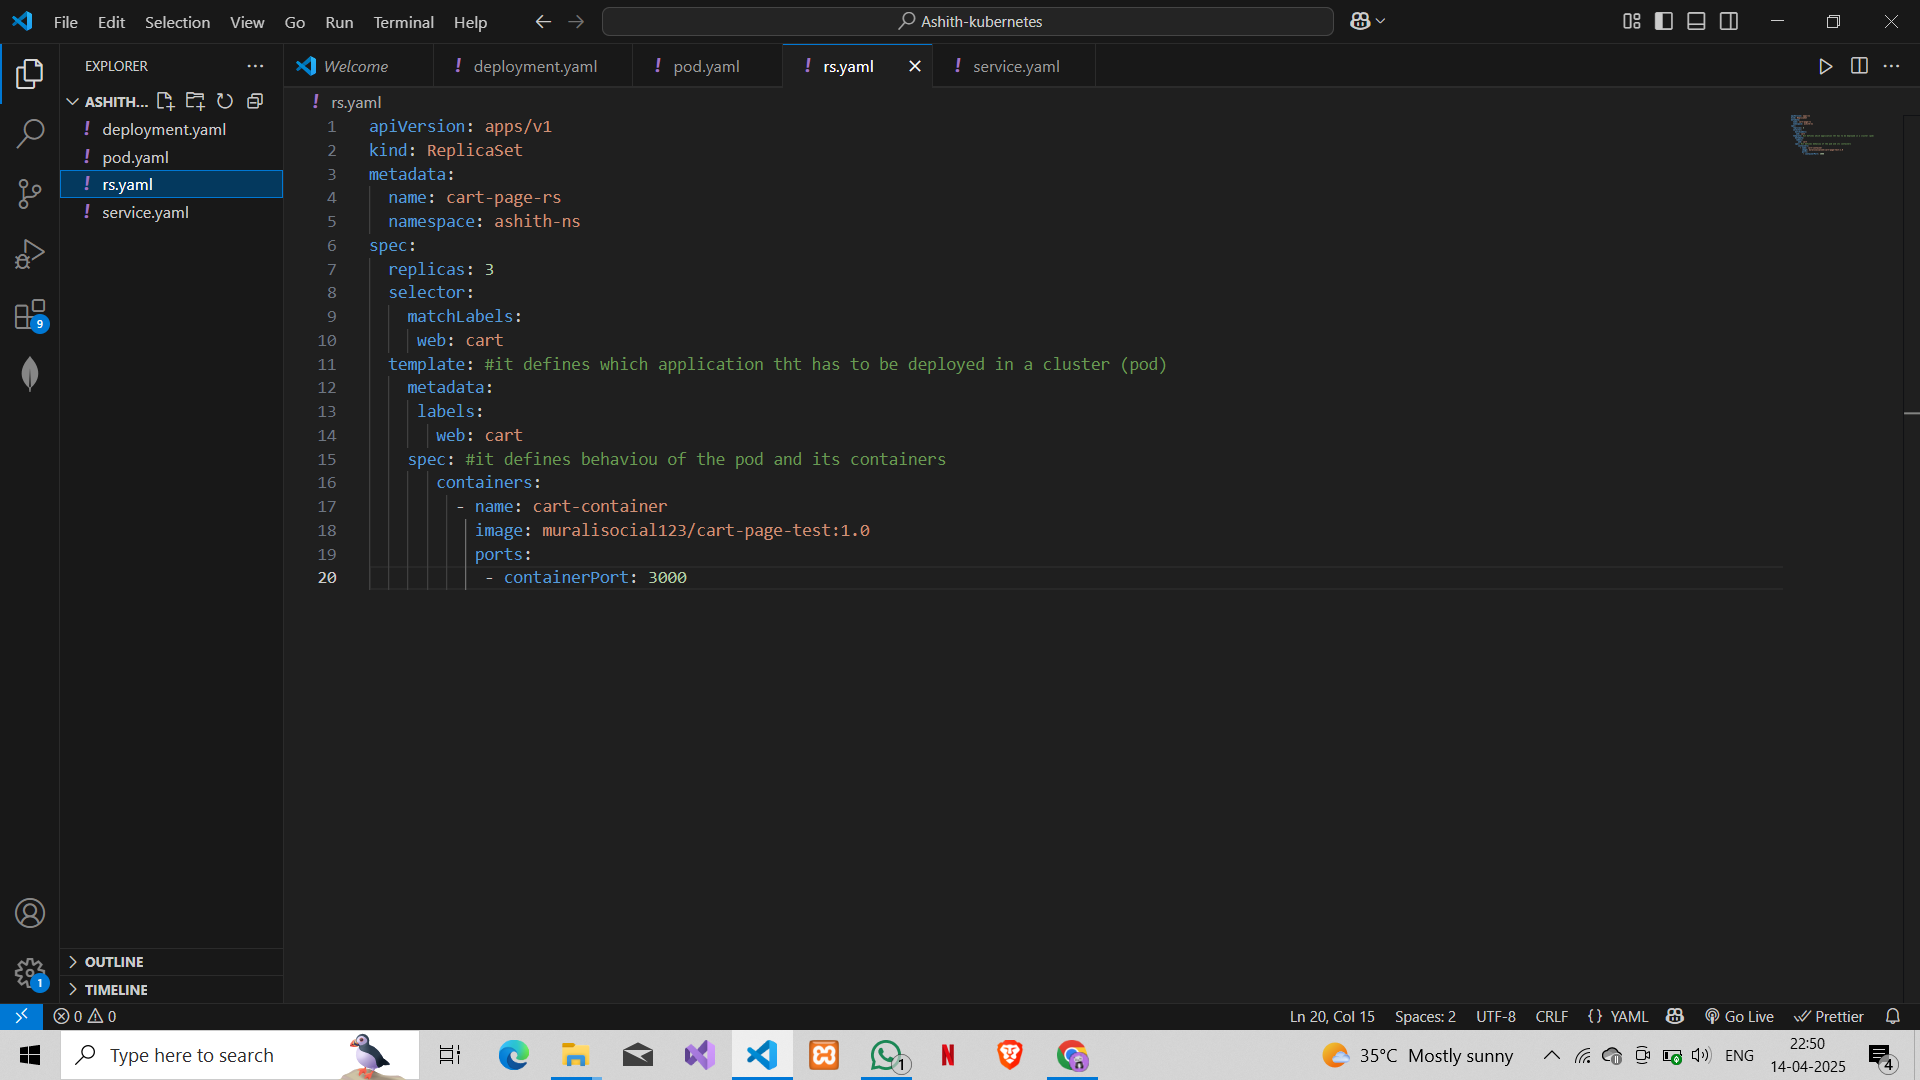 File Edit Selection View Go Run Terminal Help
Ashith-kubernetes
EXPLORER
ASHITH...
deployment.yaml
pod.yaml
rs.yaml
service.yaml
OUTLINE
TIMELINE
Welcome
! deployment.yaml
! pod.yaml
! rs.yaml
! service.yaml
! rs.yaml
1 apiVersion: apps/v1
2 kind: ReplicaSet
3 metadata:
4   name: cart-page-rs
5   namespace: ashith-ns
6 spec:
7   replicas: 3
8   selector:
9     matchLabels:
10      web: cart
11  template: #it defines which application tht has to be deployed in a cluster (pod)
12    metadata:
13     labels:
14       web: cart
15    spec: #it defines behaviou of the pod and its containers
16       containers:
17         - name: cart-container
18           image: muralisocial123/cart-page-test:1.0
19           ports:
20            - containerPort: 3000
9
1
0 0
Ln 20, Col 15 Spaces: 2 UTF-8 CRLF {} YAML Go Live Prettier
Type here to search
1
N
35°C Mostly sunny
ENG
22:50
14-04-2025
4